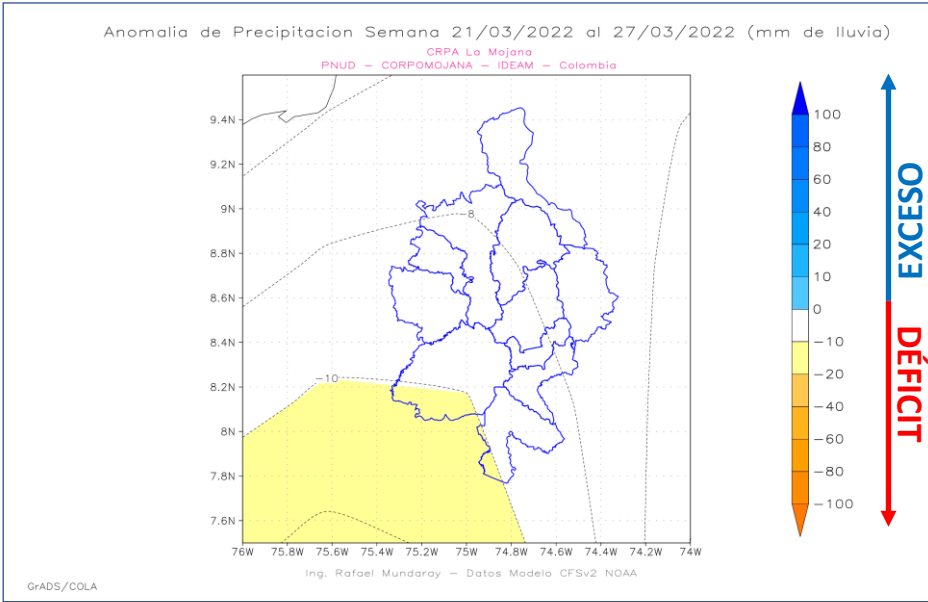 Anomalia de Precipitacion Semana 21/03/2022 al 27/03/2022 (mm de lluvia)
CRPA La Mojana
PNUD – CORPOMOJANA – IDEAM – Colombia
9.4N
9.2N
9N
8.8N
8.6N
8.4N
8.2N
8N
7.8N
7.6N
-8
-10
76W 75.8W 75.6W 75.4W 75.2W 75W 74.8W 74.6W 74.4W 74.2W 74W
100
80
60
40
20
10
0
-10
-20
-40
-60
-80
-100
EXCESO
DÉFICIT
Ing. Rafael Mundaray – Datos Modelo CFSv2 NOAA
GrADS/COLA